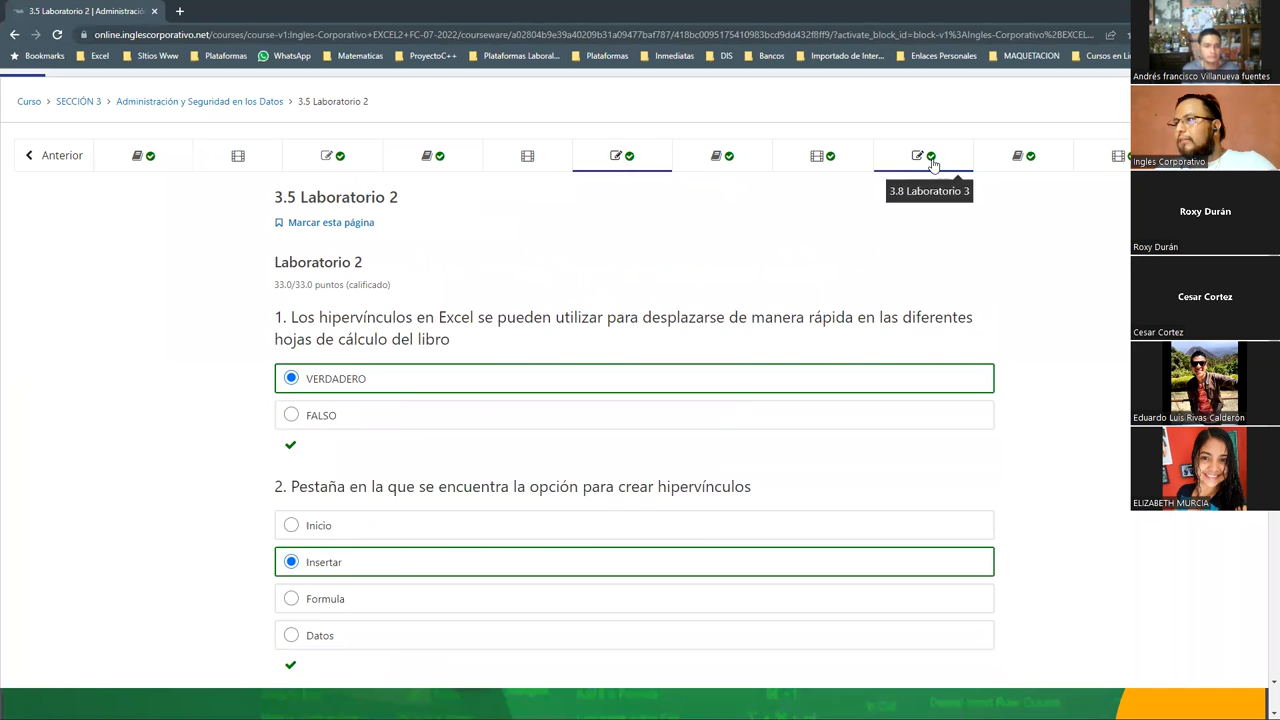 3.5 Laboratorio 2 | Administración
online.inglescorporativo.net/courses/course-v1:Ingles-Corporativo+EXCEL2+FC-07-2022/courseware/a02804b9e39a40209b31a09477baf787/418bc0095175410983bcd9dd432f8ff9/?activate_block_id=block-v1%3AIngles-Corporativo%2BEXCEL...
Bookmarks Excel Sitios Www WhatsApp Matematicas ProyectoC++ Plataformas Plataformas Laboral... DIS Plataforma Inmediatas DIS Bancos Importado de Inter... Enlaces Personales MAQUETACION Cursos en Lí
Curso > SECCIÓN 3 > Administración y Seguridad en los Datos > 3.5 Laboratorio 2
Anterior
3.8 Laboratorio 3
3.5 Laboratorio 2
Marcar esta página
Laboratorio 2
33.0/33.0 puntos (calificado)
1. Los hipervínculos en Excel se pueden utilizar para desplazarse de manera rápida en las diferentes
hojas de cálculo del libro
VERDADERO
FALSO
2. Pestaña en la que se encuentra la opción para crear hipervínculos
Inicio
Insertar
Formula
Datos
Andrés francisco Villanueva fuentes
Ingles Corporativo
Roxy Durán
Roxy Durán
Cesar Cortez
Cesar Cortez
Eduardo Luis Rivas Calderón
ELIZABETH MURCIA